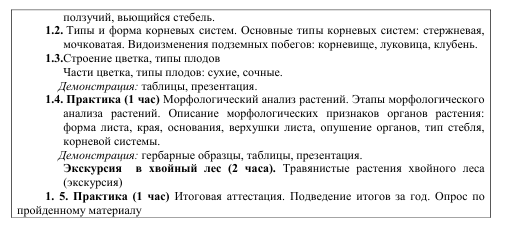 ползучий, вьющийся стебель.
1.2. Типы и форма корневых систем. Основные типы корневых систем: стержневая,
мочковатая. Видоизменения подземных побегов: корневище, луковица, клубень.
1.3.Строение цветка, типы плодов
Части цветка, типы плодов: сухие, сочные.
Демонстрация: таблицы, презентация.
1.4. Практика (1 час) Морфологический анализ растений. Этапы морфологического
анализа растений. Описание морфологических признаков органов растения:
форма листа, края, основания, верхушки листа, опушение органов, тип стебля,
корневой системы.
Демонстрация: гербарные образцы, таблицы, презентация.
Экскурсия в хвойный лес (2 часа). Травянистые растения хвойного леса
(экскурсия)
1. 5. Практика (1 час) Итоговая аттестация. Подведение итогов за год. Опрос по
пройденному материалу